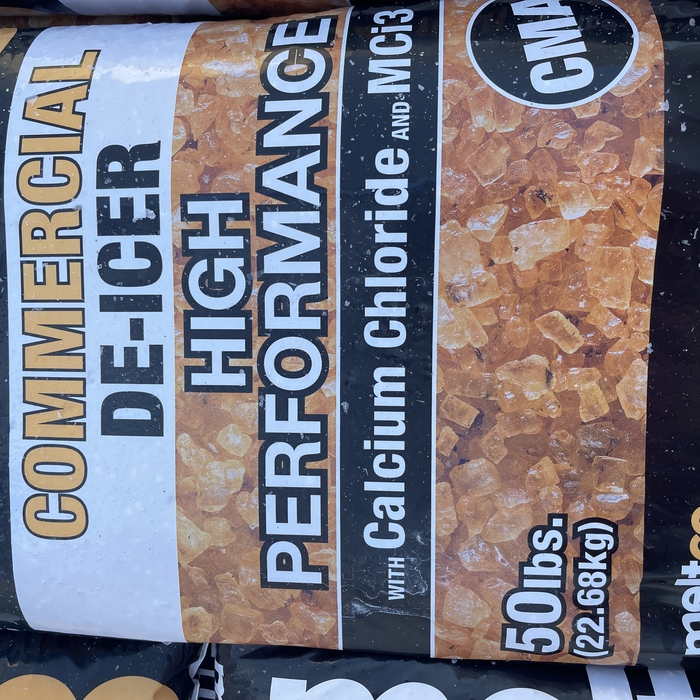 COMMERCIAL
DE-ICER
HIGH
PERFORMANCE
WITH Calcium Chloride AND MCi3
CMA
50lbs.
(22.68kg)
melt